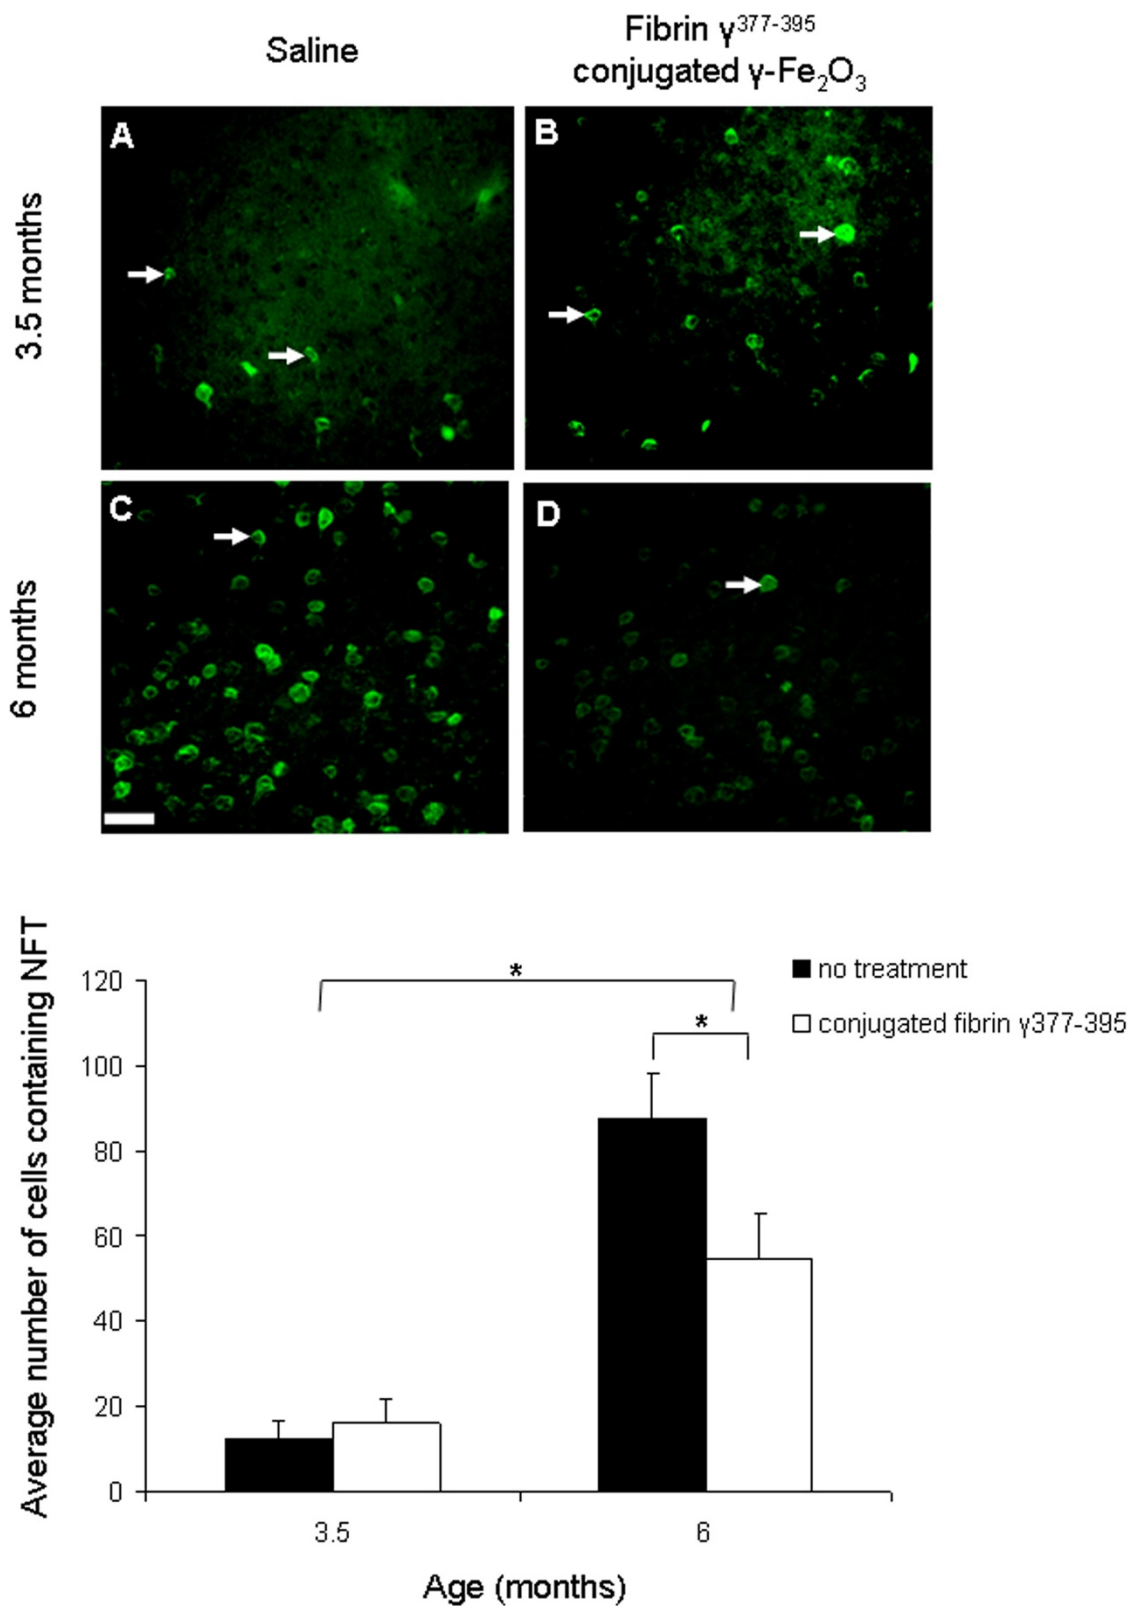 Saline
Fibrin γ³⁷⁷⁻³⁹⁵
conjugated γ-Fe₂O₃
3.5 months
A
B
6 months
C
D
Average number of cells containing NFT
120
100
80
60
40
20
0
*
*
no treatment
conjugated fibrin γ377-395
3.5
6
Age (months)